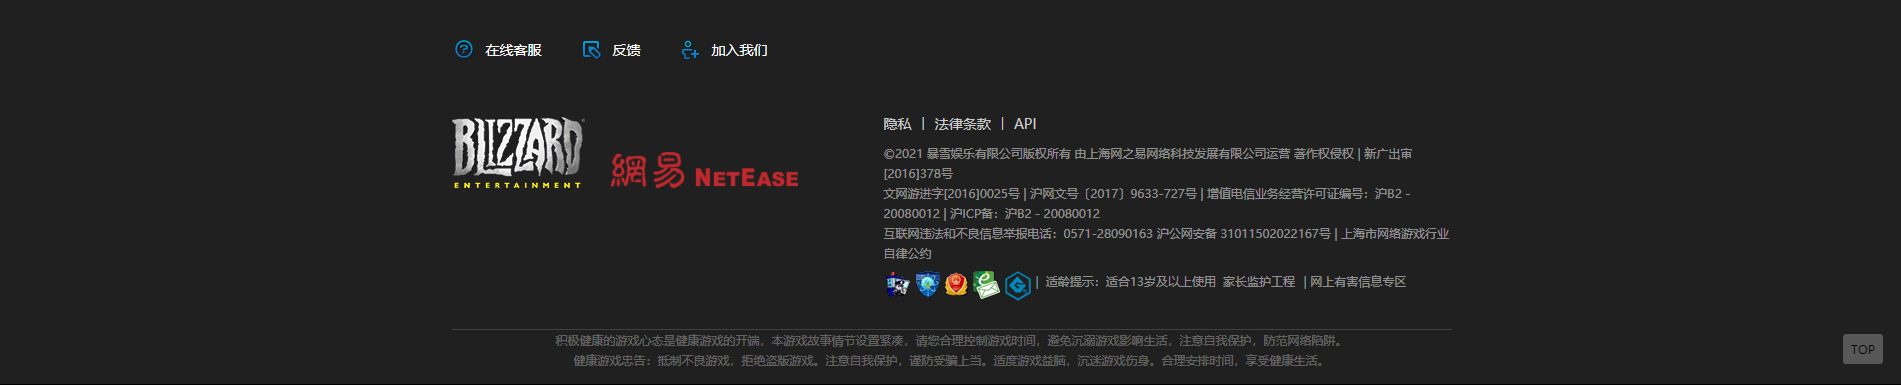 在线客服 反馈 加入我们
BLIZZARD
ENTERTAINMENT
網易 NETEASE
隐私 | 法律条款 | API
©2021 暴雪娱乐有限公司版权所有 由上海网之易网络科技发展有限公司运营 著作权侵权 | 新广出审
[2016]378号
文网游进字[2016]0025号 | 沪网文号〔2017〕9633-727号 | 增值电信业务经营许可证编号：沪B2 -
20080012 | 沪ICP备：沪B2 - 20080012
互联网违法和不良信息举报电话：0571-28090163 沪公网安备 31011502022167号 | 上海市网络游戏行业
自律公约
| 适龄提示：适合13岁及以上使用 家长监护工程 | 网上有害信息专区
积极健康的游戏心态是健康游戏的开端，本游戏故事情节设置紧凑，请您合理控制游戏时间，避免沉溺游戏影响生活，注意自我保护，防范网络陷阱。
健康游戏忠告：抵制不良游戏，拒绝盗版游戏。注意自我保护，谨防受骗上当。适度游戏益脑，沉迷游戏伤身。合理安排时间，享受健康生活。
TOP